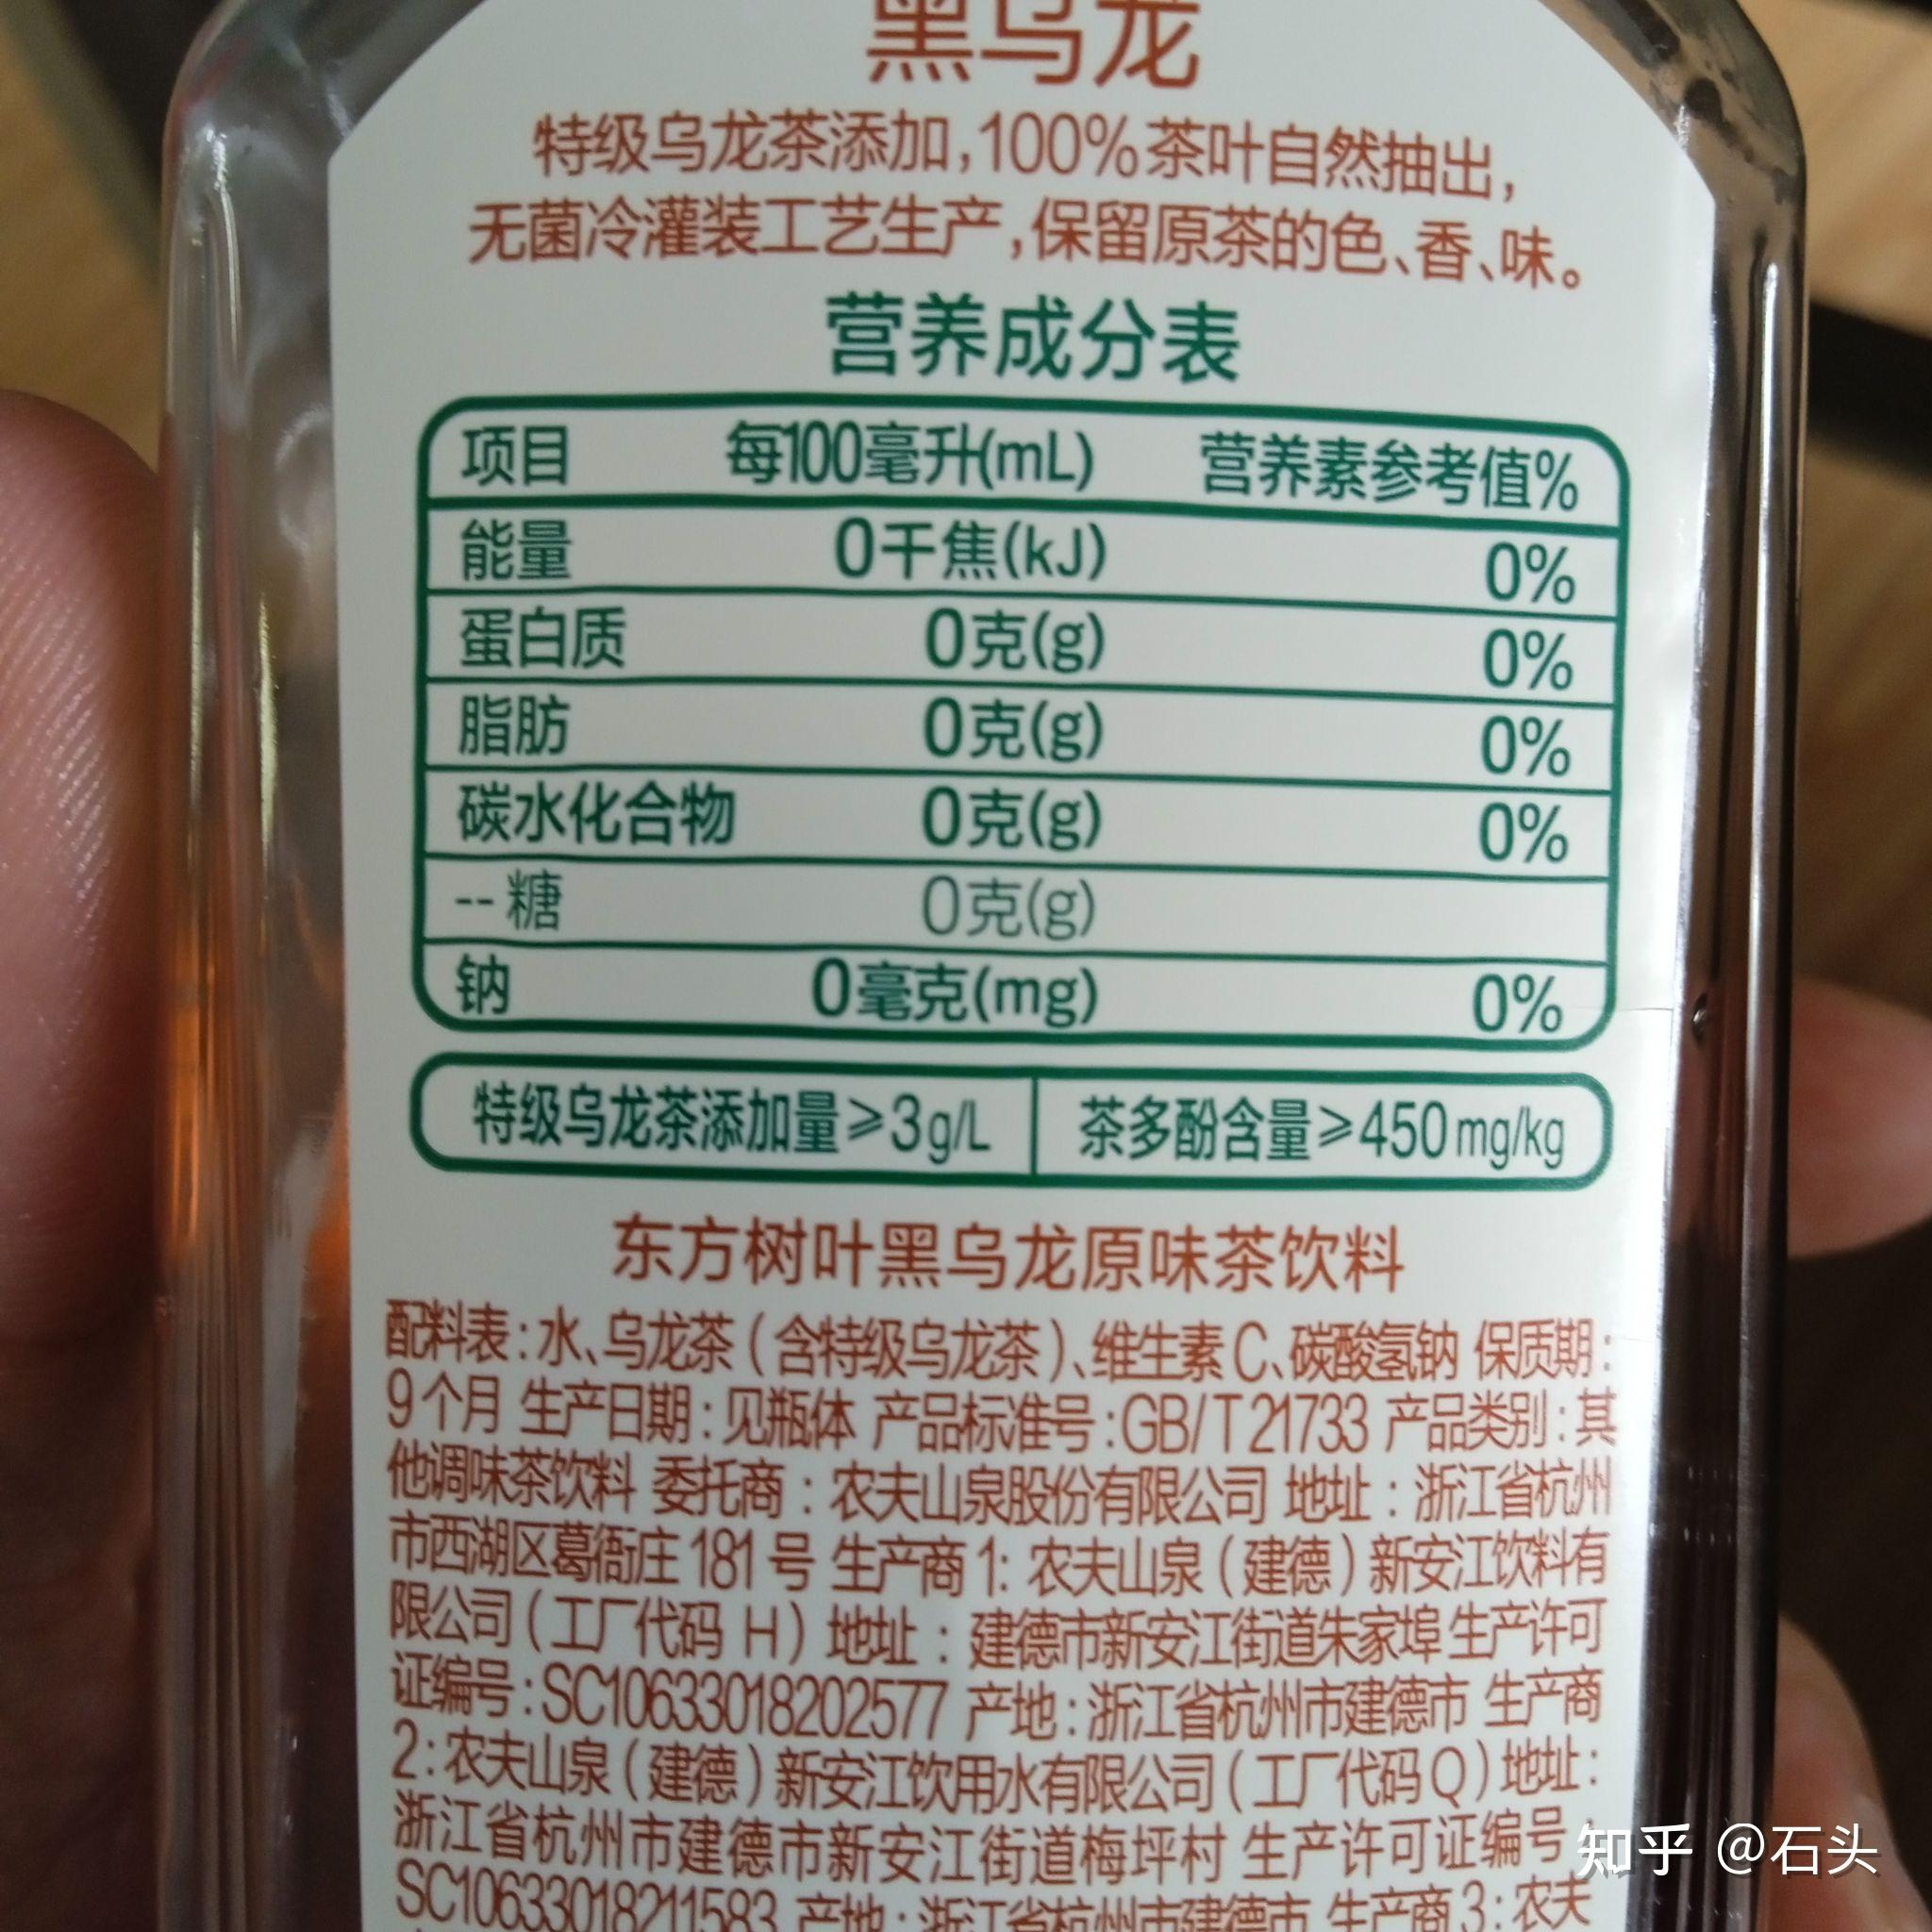 黑乌龙
特级乌龙茶添加,100%茶叶自然抽出,
无菌冷灌装工艺生产,保留原茶的色、香、味。
营养成分表
项目 每100毫升(mL) 营养素参考值%
能量 0千焦(kJ) 0%
蛋白质 0克(g) 0%
脂肪 0克(g) 0%
碳水化合物 0克(g) 0%
--糖 0克(g)
钠 0毫克(mg) 0%
特级乌龙茶添加量≥3g/L 茶多酚含量≥450mg/kg
东方树叶黑乌龙原味茶饮料
配料表:水、乌龙茶(含特级乌龙茶)、维生素C、碳酸氢钠 保质期:
9个月 生产日期:见瓶体 产品标准号:GB/T 21733 产品类别:其
他调味茶饮料 委托商:农夫山泉股份有限公司 地址:浙江省杭州
市西湖区葛衙庄181号 生产商1:农夫山泉(建德)新安江饮料有
限公司(工厂代码 H) 地址:建德市新安江街道朱家埠 生产许可
证编号:SC10633018202577 产地:浙江省杭州市建德市 生产商
2:农夫山泉(建德)新安江饮用水有限公司(工厂代码Q)地址:
浙江省杭州市建德市新安江街道梅坪村 生产许可证编号:
SC10633018211583 产地:浙江省杭州市建德市 生产商3:农夫
知乎 @石头